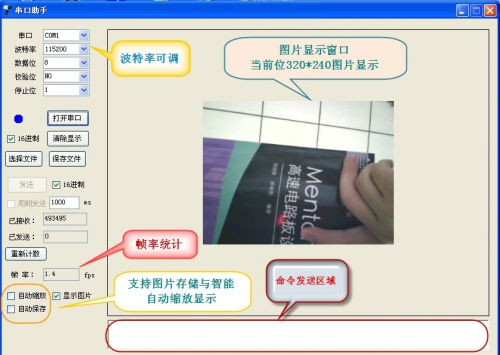 串口助手
串口 COM1
波特率 115200
数据位 8
校验位 NO
停止位 1
打开串口
16进制 清除显示
选择文件 保存文件
发送 16进制
周期发送 1000 ms
已接收： 493495
已发送： 0
重新计数
帧 率： 1.4 fps
自动缩放 显示图片
自动保存
波特率可调
图片显示窗口
当前位320*240图片显示
Mentor
高速电路板设
帧率统计
支持图片存储与智能
自动缩放显示
命令发送区域